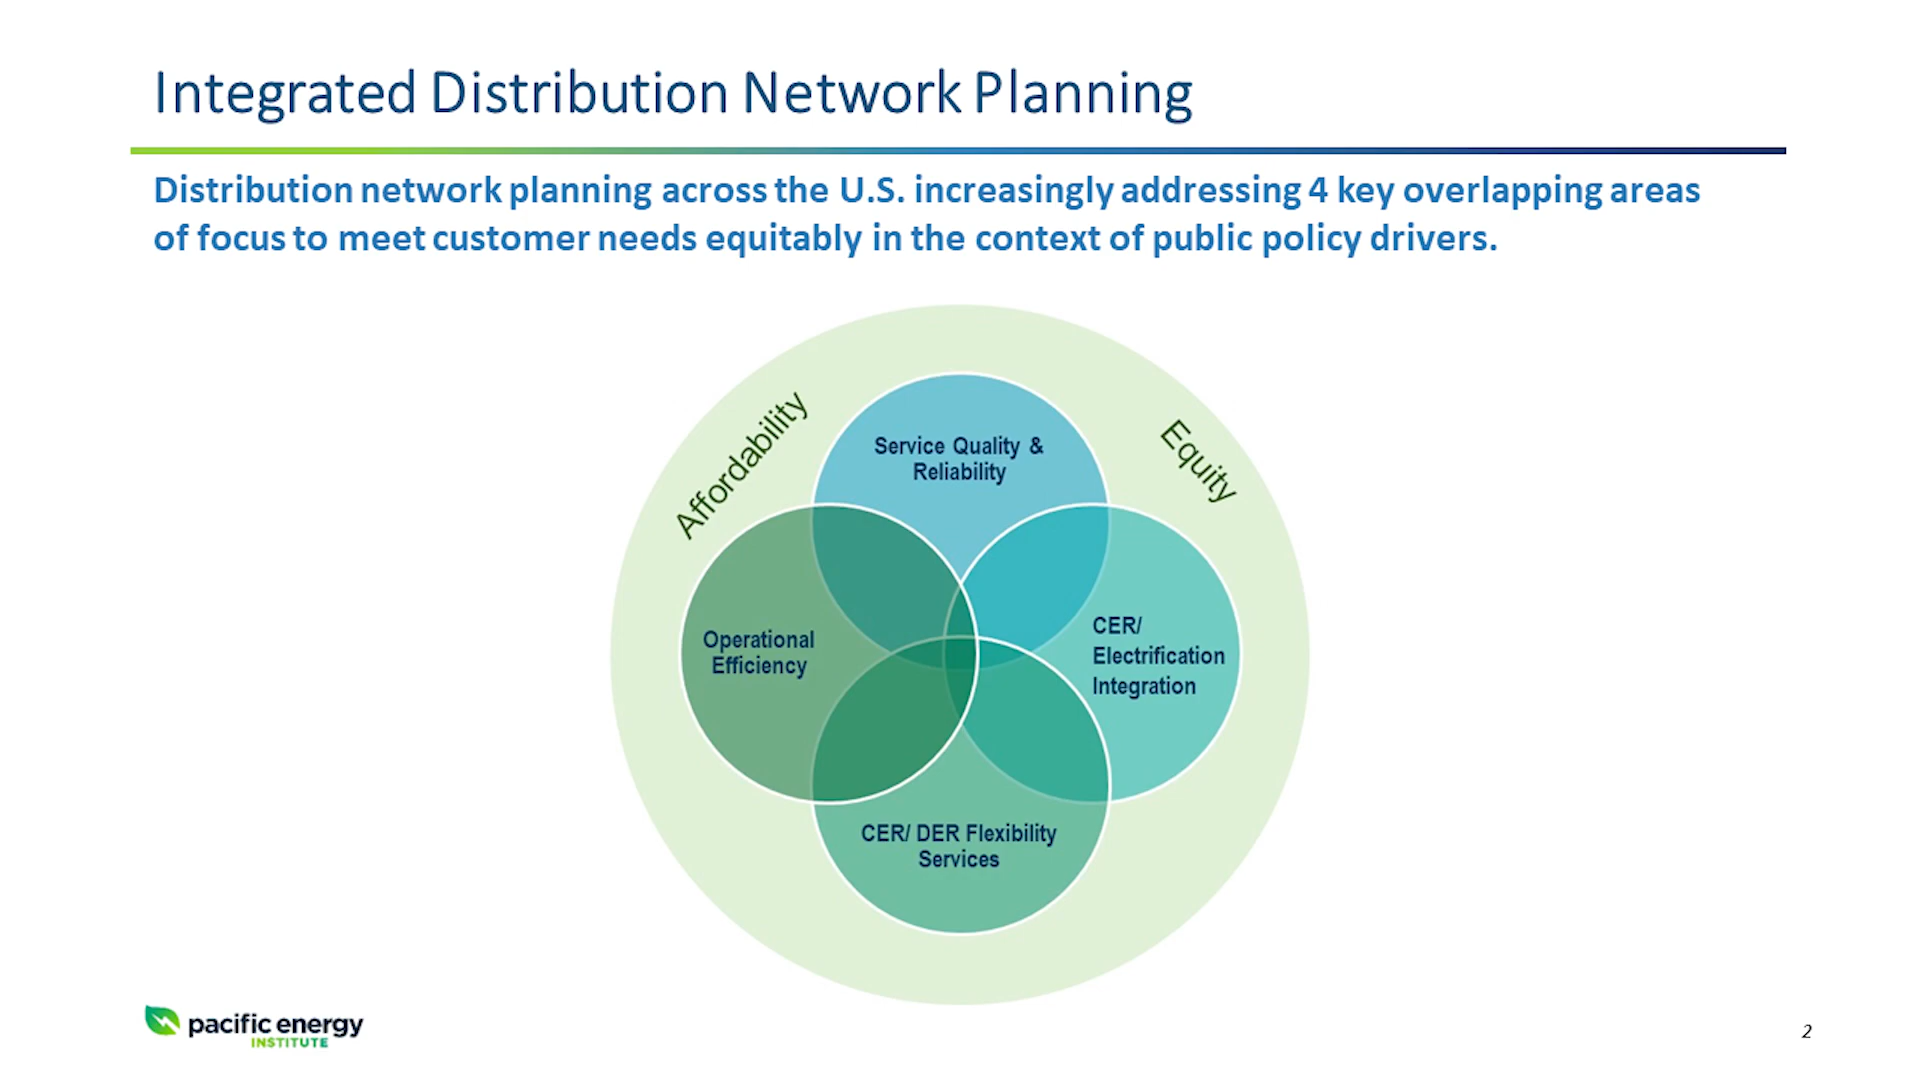 Integrated Distribution Network Planning
Distribution network planning across the U.S. increasingly addressing 4 key overlapping areas
of focus to meet customer needs equitably in the context of public policy drivers.
Affordability
Equity
Service Quality &
Reliability
Operational
Efficiency
CER/
Electrification
Integration
CER/ DER Flexibility
Services
pacific energy
INSTITUTE
2